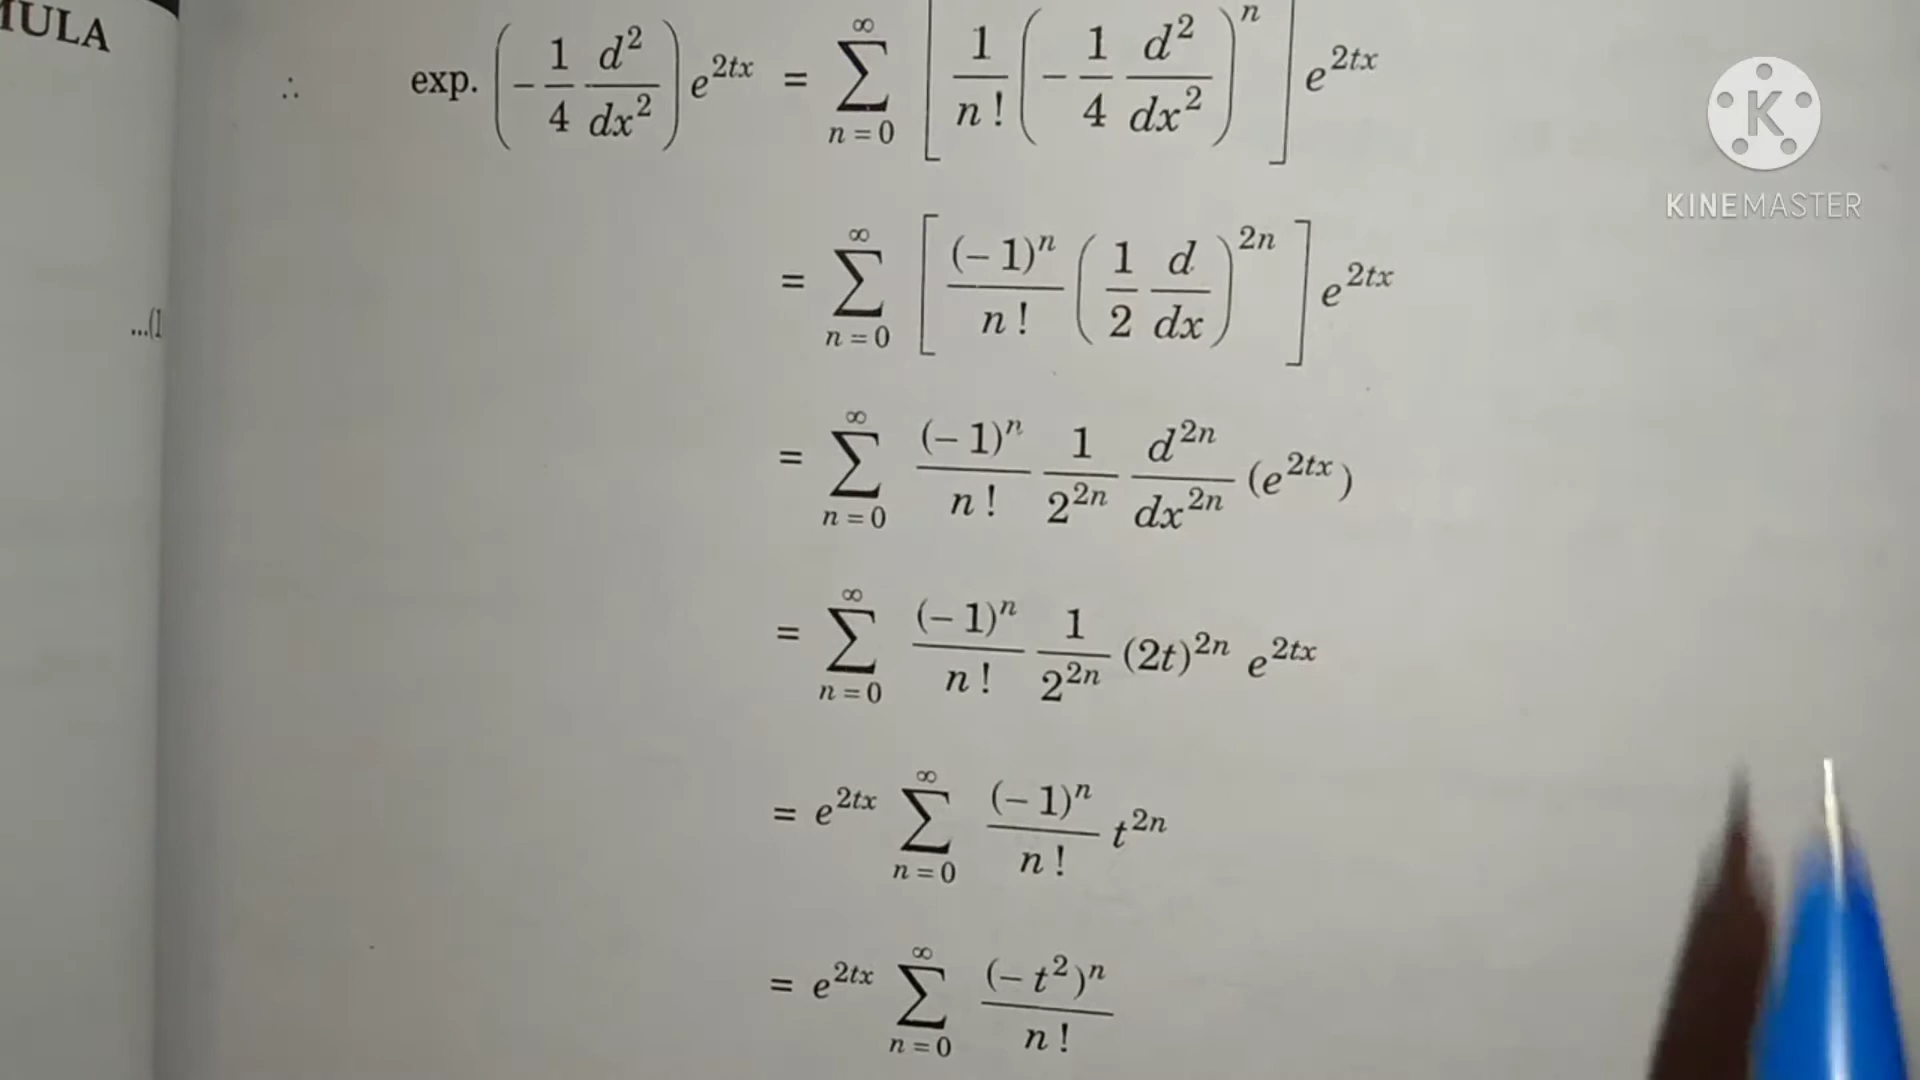 MULA
∴ exp. (− 1/4 d²/dx²) e^{2tx} = ∑_{n=0}^{∞} [ 1/n! (− 1/4 d²/dx²)^n ] e^{2tx}
= ∑_{n=0}^{∞} [ (−1)^n/n! (1/2 d/dx)^{2n} ] e^{2tx}
...(1
= ∑_{n=0}^{∞} (−1)^n/n! 1/2^{2n} d^{2n}/dx^{2n} (e^{2tx})
= ∑_{n=0}^{∞} (−1)^n/n! 1/2^{2n} (2t)^{2n} e^{2tx}
= e^{2tx} ∑_{n=0}^{∞} (−1)^n/n! t^{2n}
= e^{2tx} ∑_{n=0}^{∞} (−t²)^n/n!
K
KINEMASTER